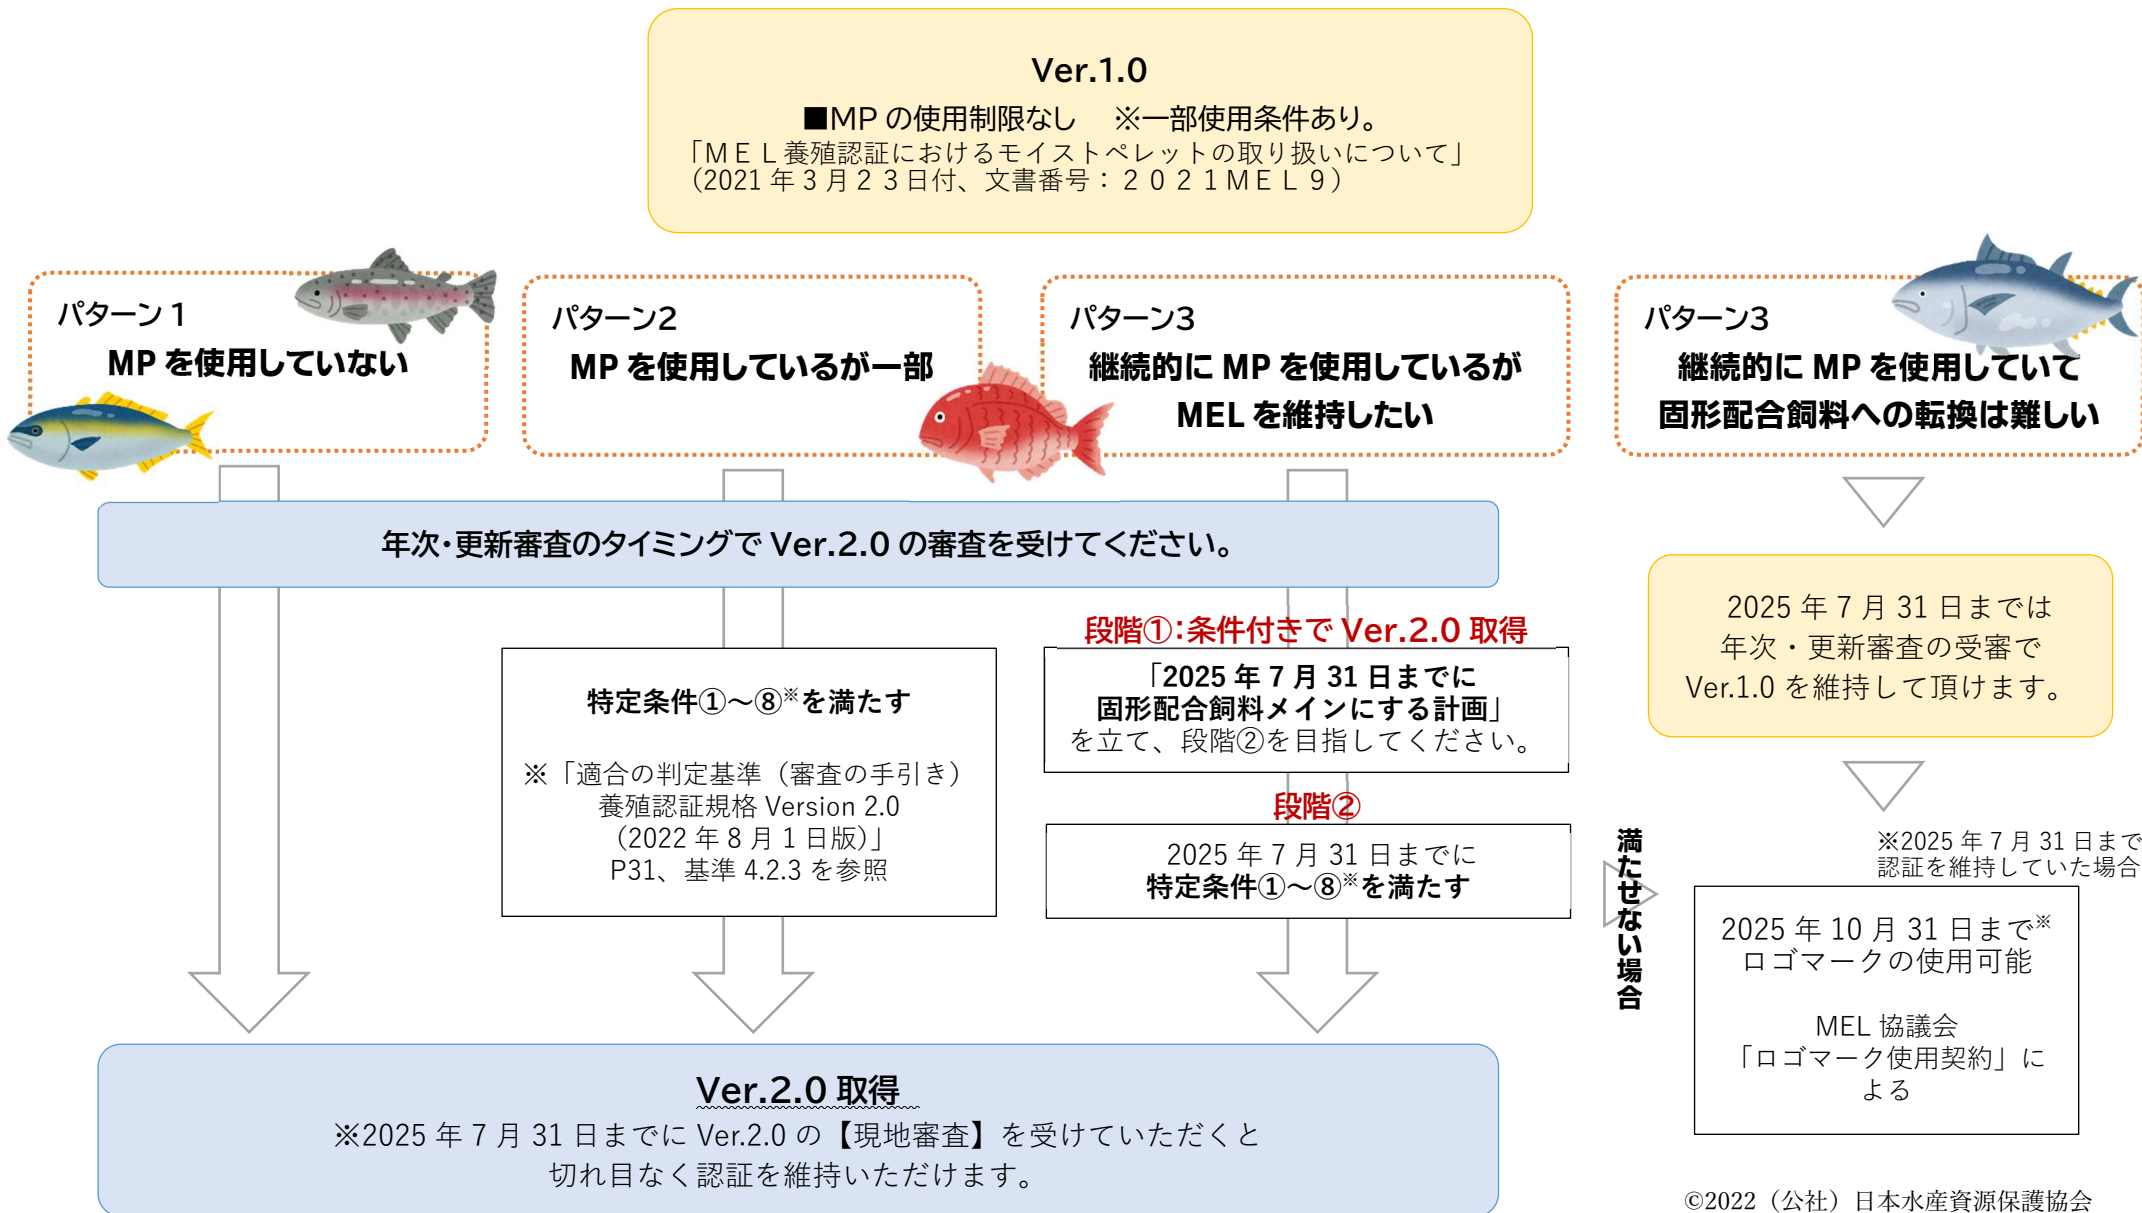 Ver.1.0
■MP の使用制限なし　※一部使用条件あり。
「ＭＥＬ養殖認証におけるモイストペレットの取り扱いについて」
（2021 年３月２３日付、文書番号：２０２１ＭＥＬ９）
パターン 1
MP を使用していない
パターン2
MP を使用しているが一部
パターン3
継続的に MP を使用しているが
MEL を維持したい
パターン3
継続的に MP を使用していて
固形配合飼料への転換は難しい
年次・更新審査のタイミングで Ver.2.0 の審査を受けてください。
特定条件①～⑧※を満たす
※「適合の判定基準（審査の手引き）
養殖認証規格 Version 2.0
（2022 年 8 月 1 日版）」
P31、基準 4.2.3 を参照
段階①：条件付きで Ver.2.0 取得
「2025 年 7 月 31 日までに
固形配合飼料メインにする計画」
を立て、段階②を目指してください。
段階②
2025 年 7 月 31 日までに
特定条件①～⑧※を満たす
満たせない場合
2025 年 7 月 31 日までは
年次・更新審査の受審で
Ver.1.0 を維持して頂けます。
※2025 年 7 月 31 日まで
認証を維持していた場合
2025 年 10 月 31 日まで※
ロゴマークの使用可能
MEL 協議会
「ロゴマーク使用契約」に
よる
Ver.2.0 取得
※2025 年 7 月 31 日までに Ver.2.0 の【現地審査】を受けていただくと
切れ目なく認証を維持いただけます。
©2022（公社）日本水産資源保護協会